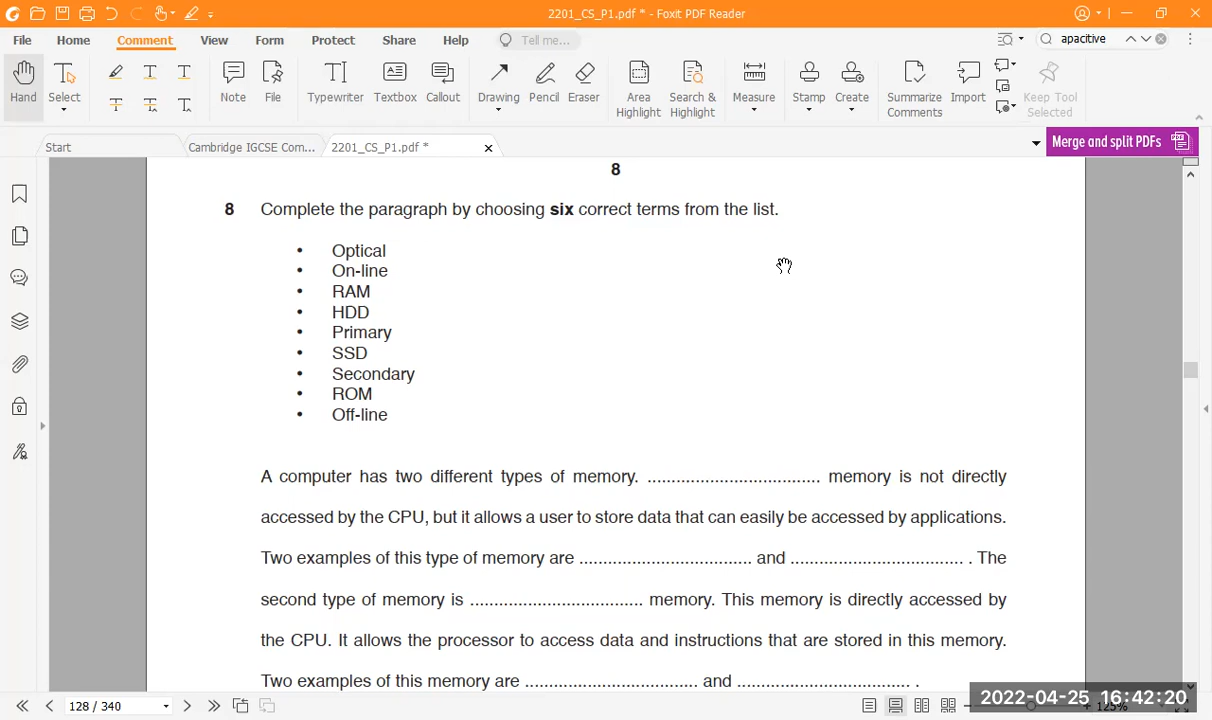 2201_CS_P1.pdf * - Foxit PDF Reader
File Home Comment View Form Protect Share Help Tell me... apacitive
Hand Select Note File Typewriter Textbox Callout Drawing Pencil Eraser Area Highlight Search & Highlight Measure Stamp Create Summarize Comments Import Keep Tool Selected
Start Cambridge IGCSE Com... 2201_CS_P1.pdf * Merge and split PDFs
8
8 Complete the paragraph by choosing six correct terms from the list.
• Optical
• On-line
• RAM
• HDD
• Primary
• SSD
• Secondary
• ROM
• Off-line
A computer has two different types of memory. .................................... memory is not directly
accessed by the CPU, but it allows a user to store data that can easily be accessed by applications.
Two examples of this type of memory are .................................... and .................................... . The
second type of memory is .................................... memory. This memory is directly accessed by
the CPU. It allows the processor to access data and instructions that are stored in this memory.
Two examples of this memory are .................................... and .................................... .
128 / 340 125%
2022-04-25 16:42:20